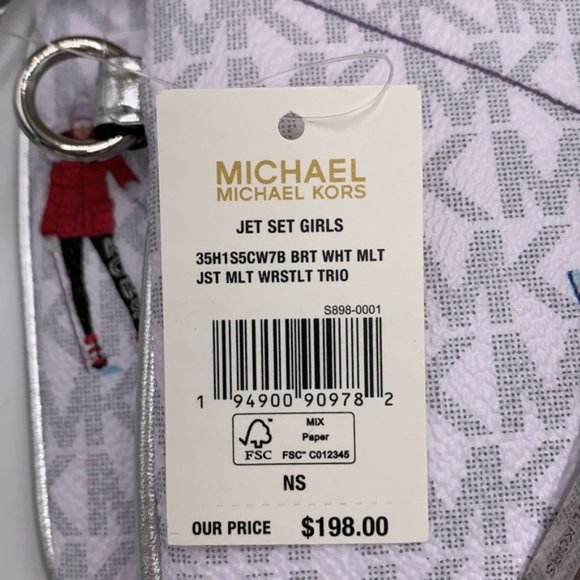 MICHAEL
MICHAEL KORS
JET SET GIRLS
35H1S5CW7B BRT WHT MLT
JST MLT WRSTLT TRIO
S898-0001
1 94900 90978 2
FSC
MIX
Paper
FSC™ C012345
NS
OUR PRICE $198.00